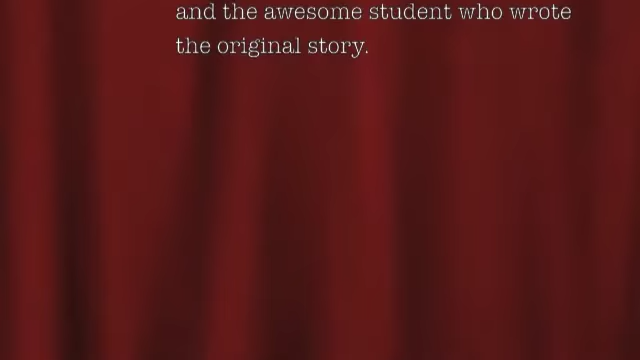 and the awesome student who wrote
the original story.